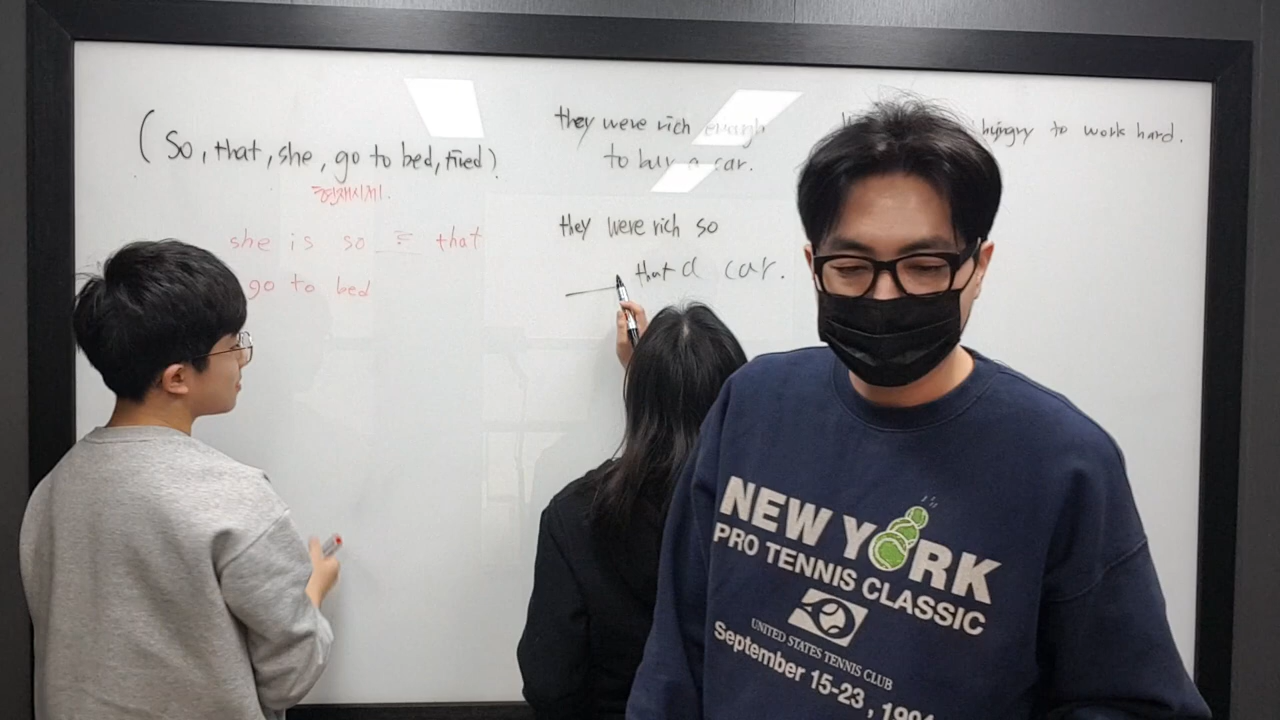 (So, that, she, go to bed, tired)
현재시제.
she is so ㅡ that
go to bed
they were rich enough
to buy a car.
they were rich so
that a car.
hungry to work hard.
NEW YORK
PRO TENNIS CLASSIC
UNITED STATES TENNIS CLUB
September 15-23, 199